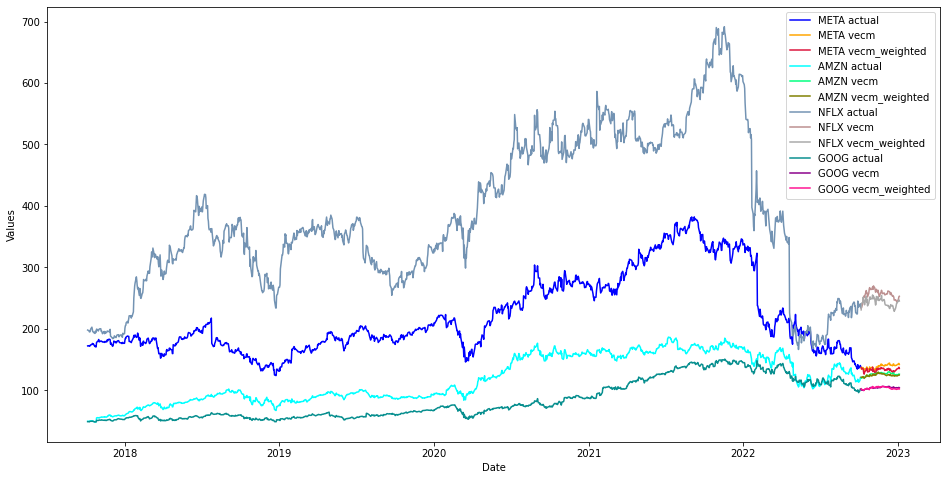 700
600
500
400
300
200
100
Values
2018
2019
2020
2021
2022
2023
Date
META actual
META vecm
META vecm_weighted
AMZN actual
AMZN vecm
AMZN vecm_weighted
NFLX actual
NFLX vecm
NFLX vecm_weighted
GOOG actual
GOOG vecm
GOOG vecm_weighted